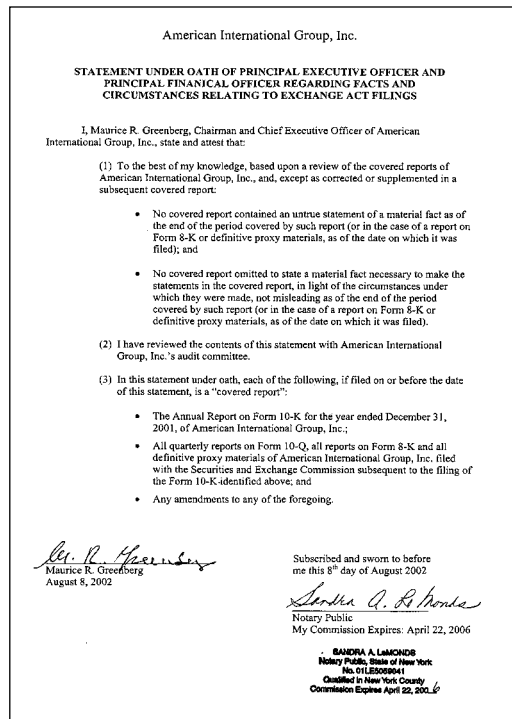 American International Group, Inc.
STATEMENT UNDER OATH OF PRINCIPAL EXECUTIVE OFFICER AND
PRINCIPAL FINANICAL OFFICER REGARDING FACTS AND
CIRCUMSTANCES RELATING TO EXCHANGE ACT FILINGS
I, Maurice R. Greenberg, Chairman and Chief Executive Officer of American
International Group, Inc., state and attest that:
(1) To the best of my knowledge, based upon a review of the covered reports of
American International Group, Inc., and, except as corrected or supplemented in a
subsequent covered report:
• No covered report contained an untrue statement of a material fact as of
the end of the period covered by such report (or in the case of a report on
Form 8-K or definitive proxy materials, as of the date on which it was
filed); and
• No covered report omitted to state a material fact necessary to make the
statements in the covered report, in light of the circumstances under
which they were made, not misleading as of the end of the period
covered by such report (or in the case of a report on Form 8-K or
definitive proxy materials, as of the date on which it was filed).
(2) I have reviewed the contents of this statement with American International
Group, Inc.'s audit committee.
(3) In this statement under oath, each of the following, if filed on or before the date
of this statement, is a "covered report":
• The Annual Report on Form 10-K for the year ended December 31,
2001, of American International Group, Inc.;
• All quarterly reports on Form 10-Q, all reports on Form 8-K and all
definitive proxy materials of American International Group, Inc. filed
with the Securities and Exchange Commission subsequent to the filing of
the Form 10-K identified above; and
• Any amendments to any of the foregoing.
M. R. Greenberg
Maurice R. Greenberg
August 8, 2002
Subscribed and sworn to before
me this 8th day of August 2002
Sandra A. LeMonds
Notary Public
My Commission Expires: April 22, 2006
SANDRA A. LeMONDS
Notary Public, State of New York
No. 01LE5059041
Qualified in New York County
Commission Expires April 22, 2006